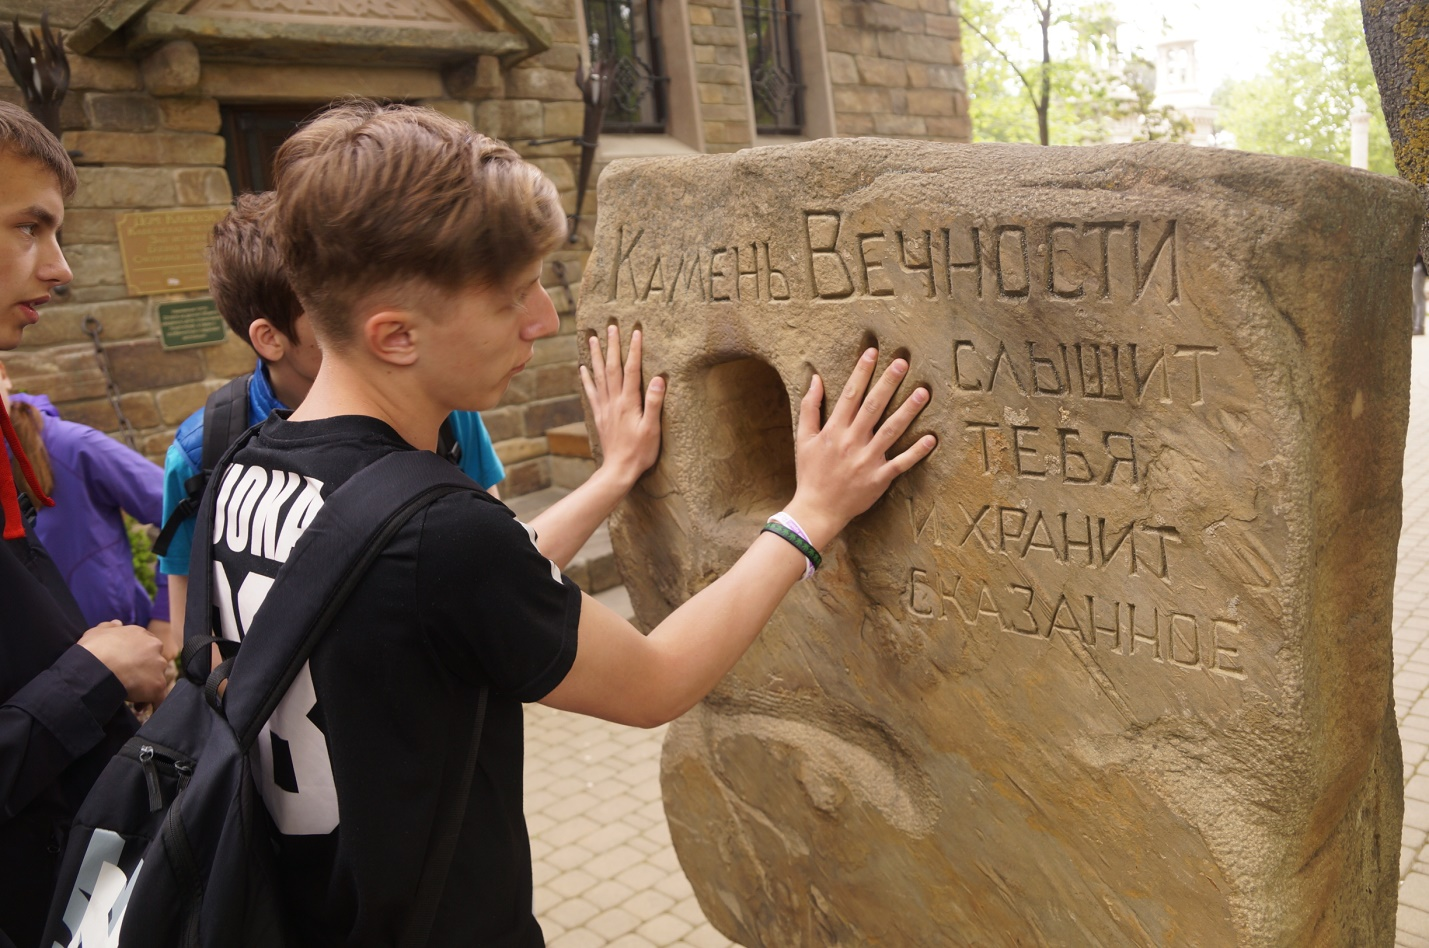 Камень Вечности
слышит
тебя
и хранит
сказанное